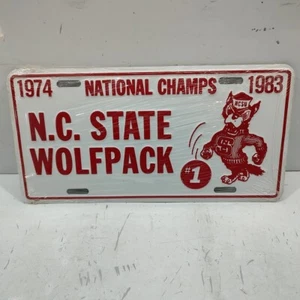 1974 NATIONAL CHAMPS 1983
N.C. STATE
WOLFPACK
#1